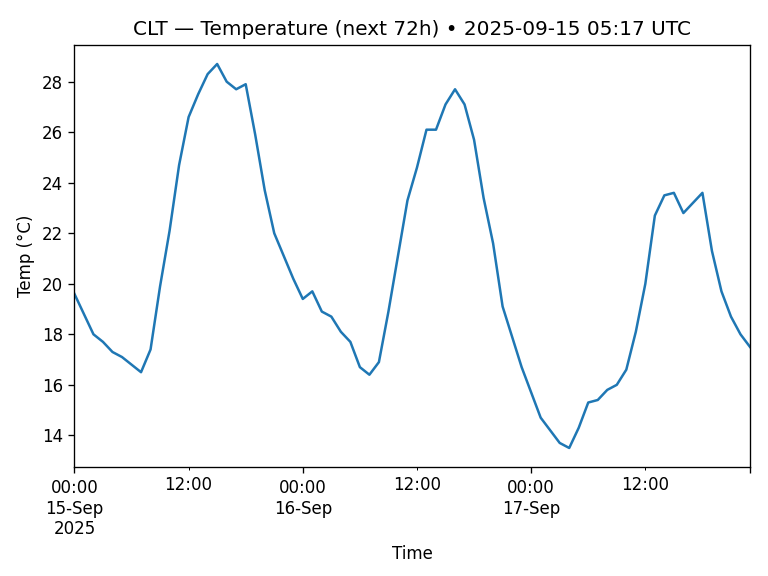 CLT — Temperature (next 72h) • 2025-09-15 05:17 UTC
Temp (°C)
28
26
24
22
20
18
16
14
00:00 12:00 00:00 12:00 00:00 12:00
15-Sep 16-Sep 17-Sep
2025
Time